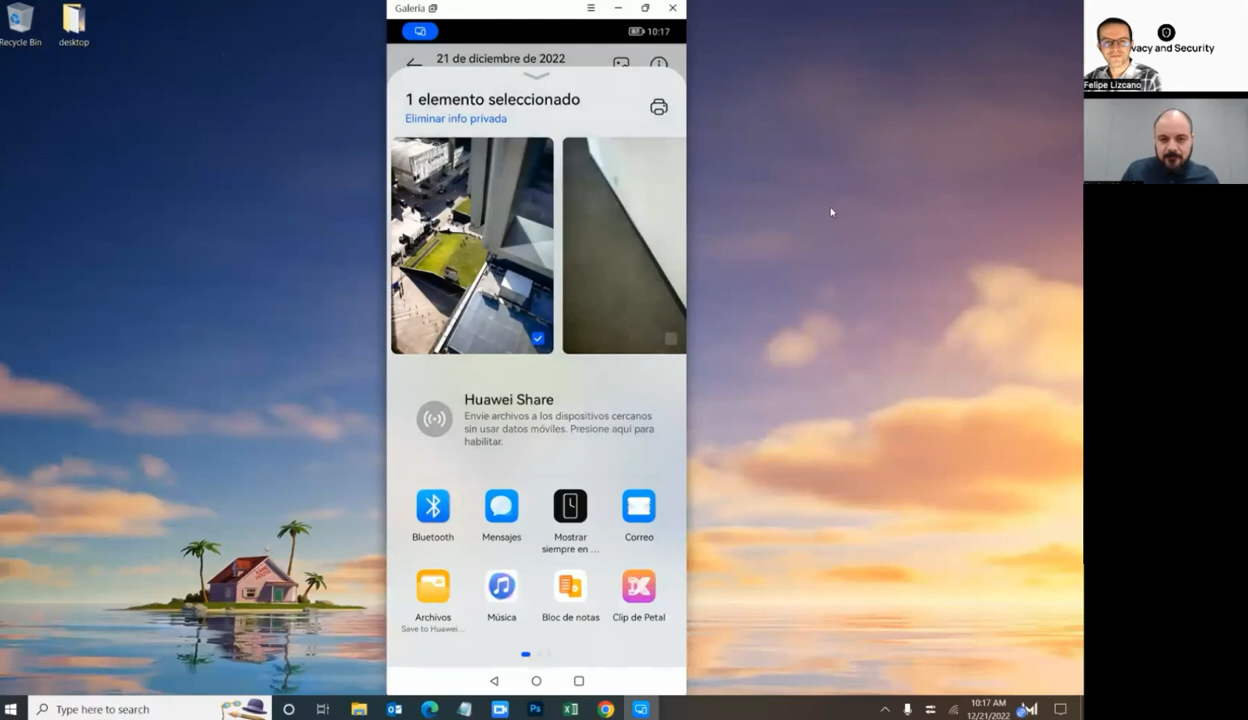 Recycle Bin
desktop
Galería
10:17
21 de diciembre de 2022
1 elemento seleccionado
Eliminar info privada
Huawei Share
Envíe archivos a los dispositivos cercanos
sin usar datos móviles. Presione aquí para
habilitar.
Bluetooth
Mensajes
Mostrar
siempre en ...
Correo
Archivos
Save to Huawei...
Música
Bloc de notas
Clip de Petal
Type here to search
10:17 AM
12/21/2022
vacy and Security
Felipe Lizcano